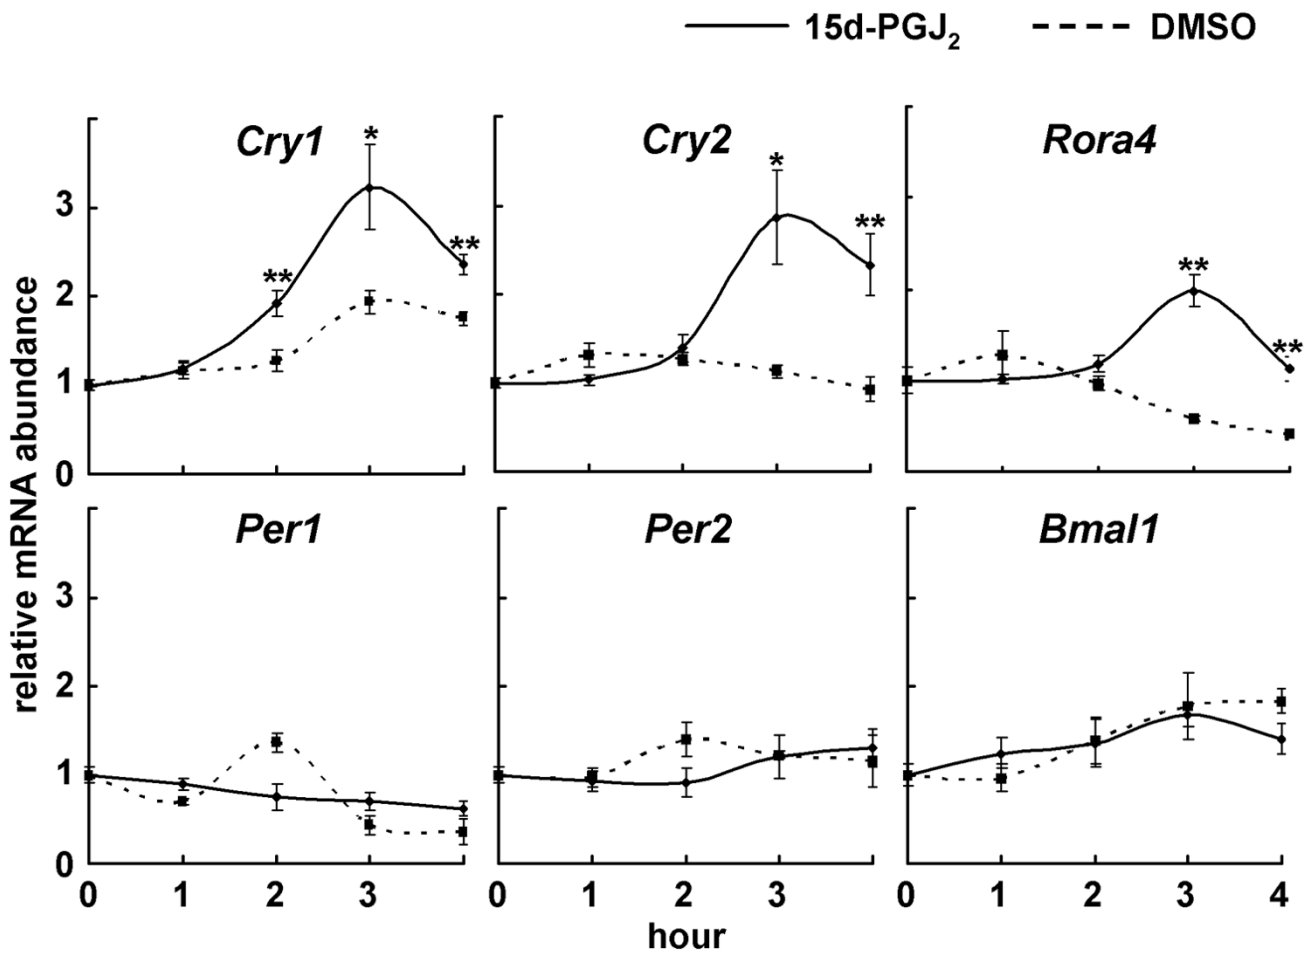 15d-PGJ₂ DMSO
Cry1 * ** **
Cry2 * **
Rora4 ** **
3
2
1
0
relative mRNA abundance
Per1
Per2
Bmal1
3
2
1
0
0 1 2 3 0 1 2 3 0 1 2 3 4
hour